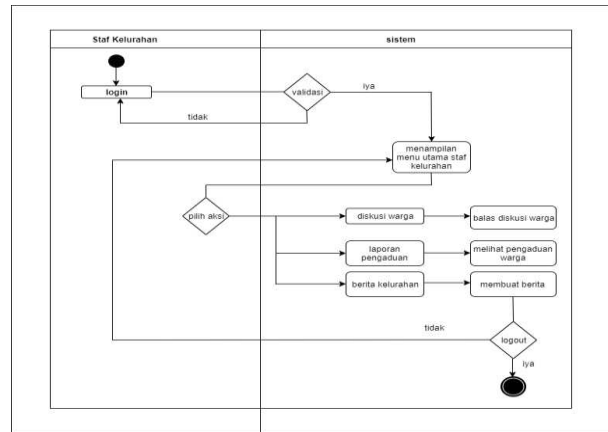 Staf Kelurahan
sistem
login
validasi
iya
tidak
menampilan
menu utama staf
kelurahan
pilih aksi
diskusi warga
balas diskusi warga
laporan
pengaduan
melihat pengaduan
warga
berita kelurahan
membuat berita
tidak
logout
iya